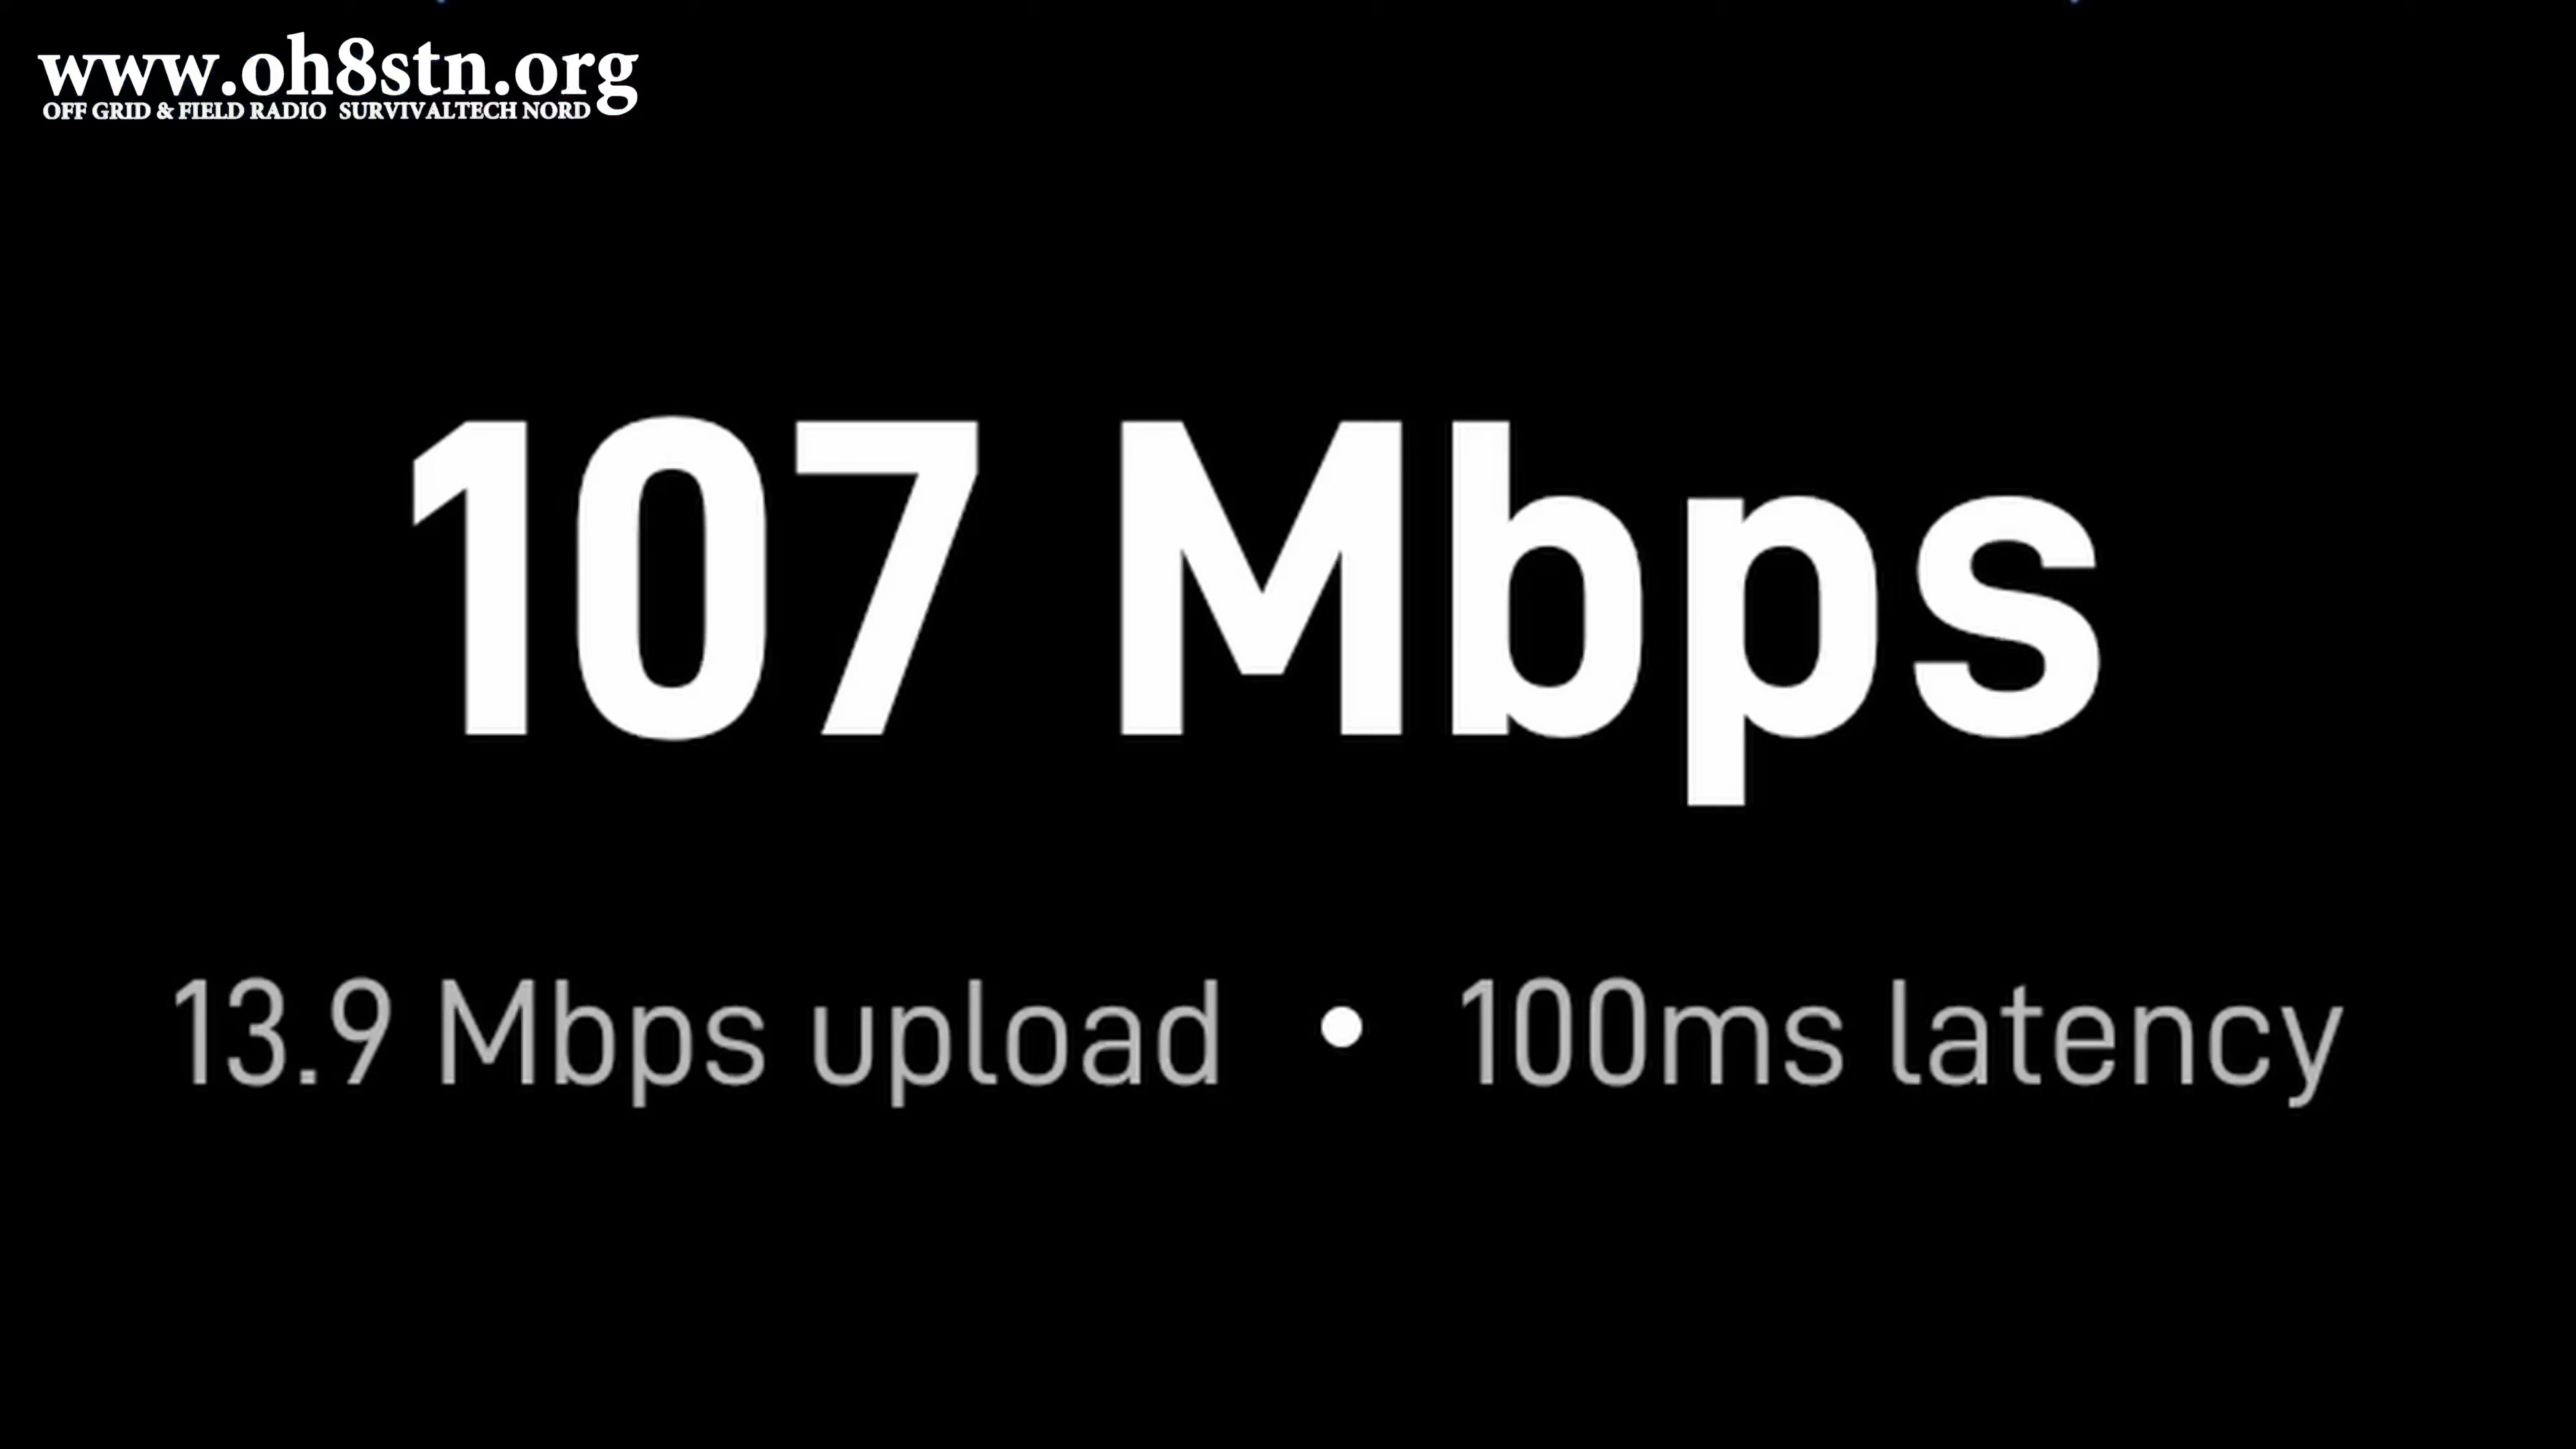 www.oh8stn.org
OFF GRID & FIELD RADIO SURVIVALTECH NORD
107 Mbps
13.9 Mbps upload • 100ms latency